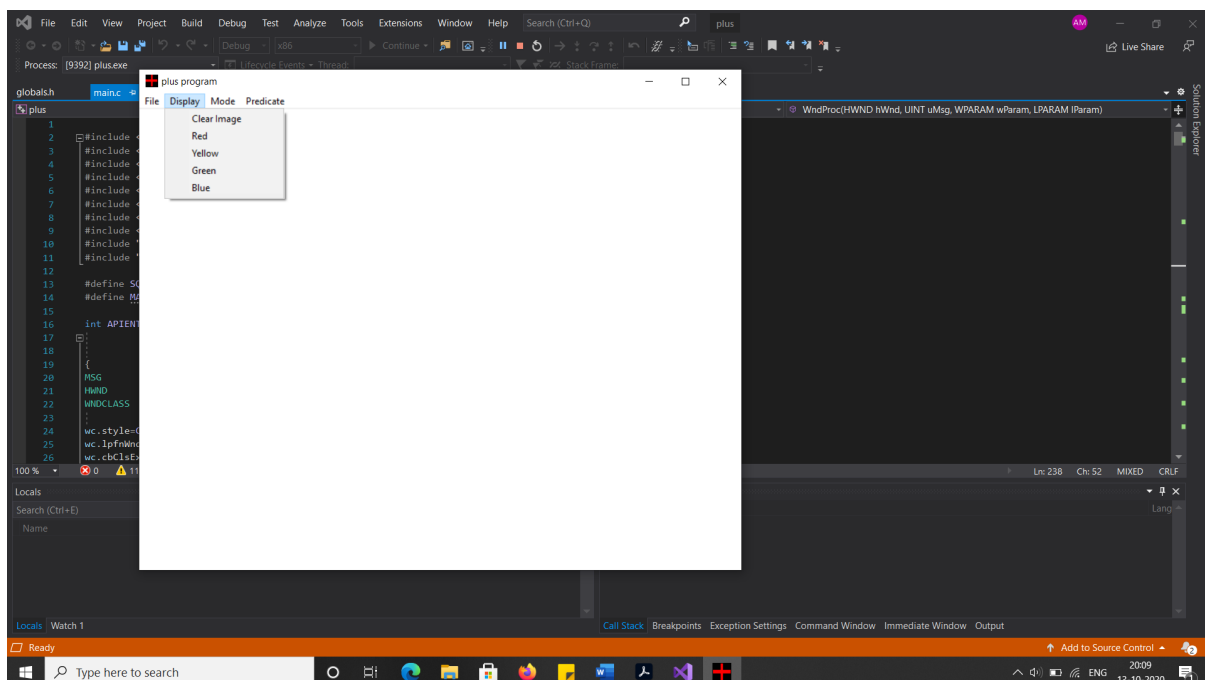 File Edit View Project Build Debug Test Analyze Tools Extensions Window Help Search (Ctrl+Q) plus AM
Debug x86 Continue Live Share
Process: [9392] plus.exe Lifecycle Events Thread: Stack Frame:
plus program
globals.h main.c
File Display Mode Predicate
plus WndProc(HWND hWnd, UINT uMsg, WPARAM wParam, LPARAM lParam)
Solution Explorer
Clear Image
Red
Yellow
Green
Blue
1
2 #include <
3 #include <
4 #include <
5 #include <
6 #include <
7 #include <
8 #include <
9 #include <
10 #include "
11 #include "
12
13 #define
14 #define
15
16 int APIENT
17
18
19 {
20 MSG
21 HWND
22 WNDCLASS
23
24 wc.style=
25 wc.lpfnWnd
26 wc.cbClsEx
100 % 0 11 Ln: 238 Ch: 52 MIXED CRLF
Locals
Search (Ctrl+E) Lang
Name
Locals Watch 1 Call Stack Breakpoints Exception Settings Command Window Immediate Window Output
Ready Add to Source Control 2
Type here to search ENG 20:09
13-10-2020